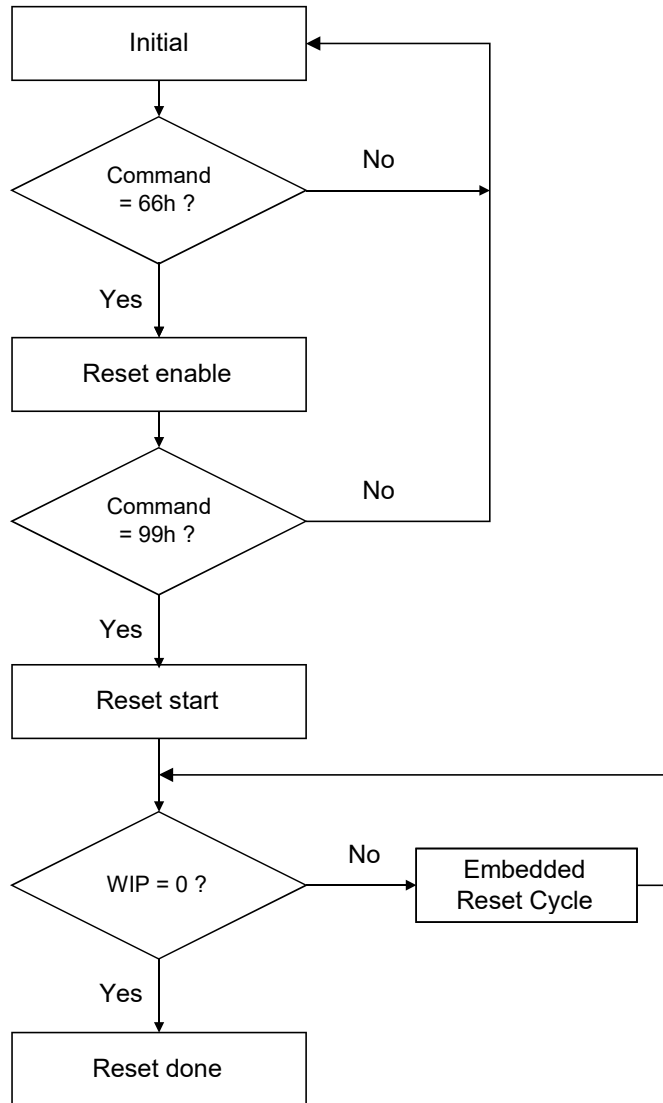 Initial
Command
= 66h ?
No
Yes
Reset enable
Command
= 99h ?
No
Yes
Reset start
WIP = 0 ?
No
Embedded
Reset Cycle
Yes
Reset done